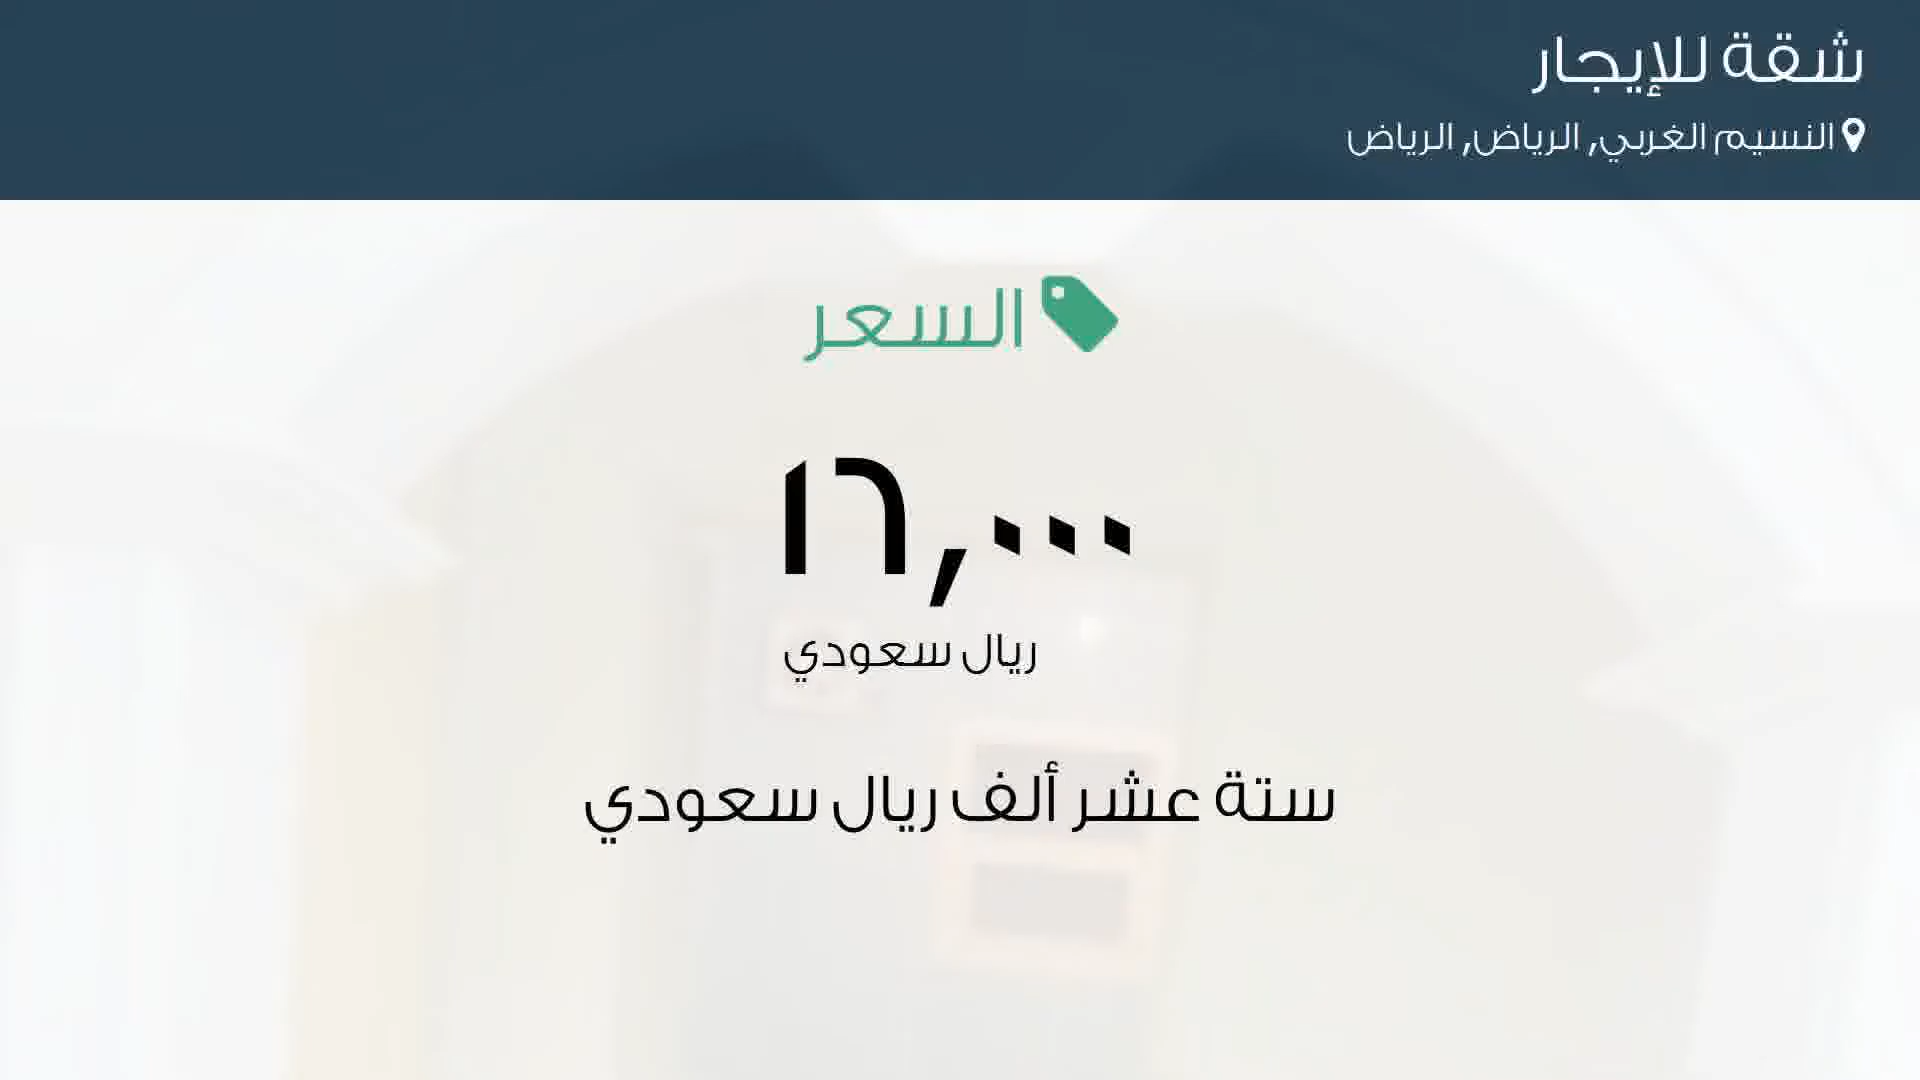 شقة للإيجار
النسيم الغربي, الرياض, الرياض
السعر
١٦,٠٠٠
ريال سعودي
ستة عشر ألف ريال سعودي